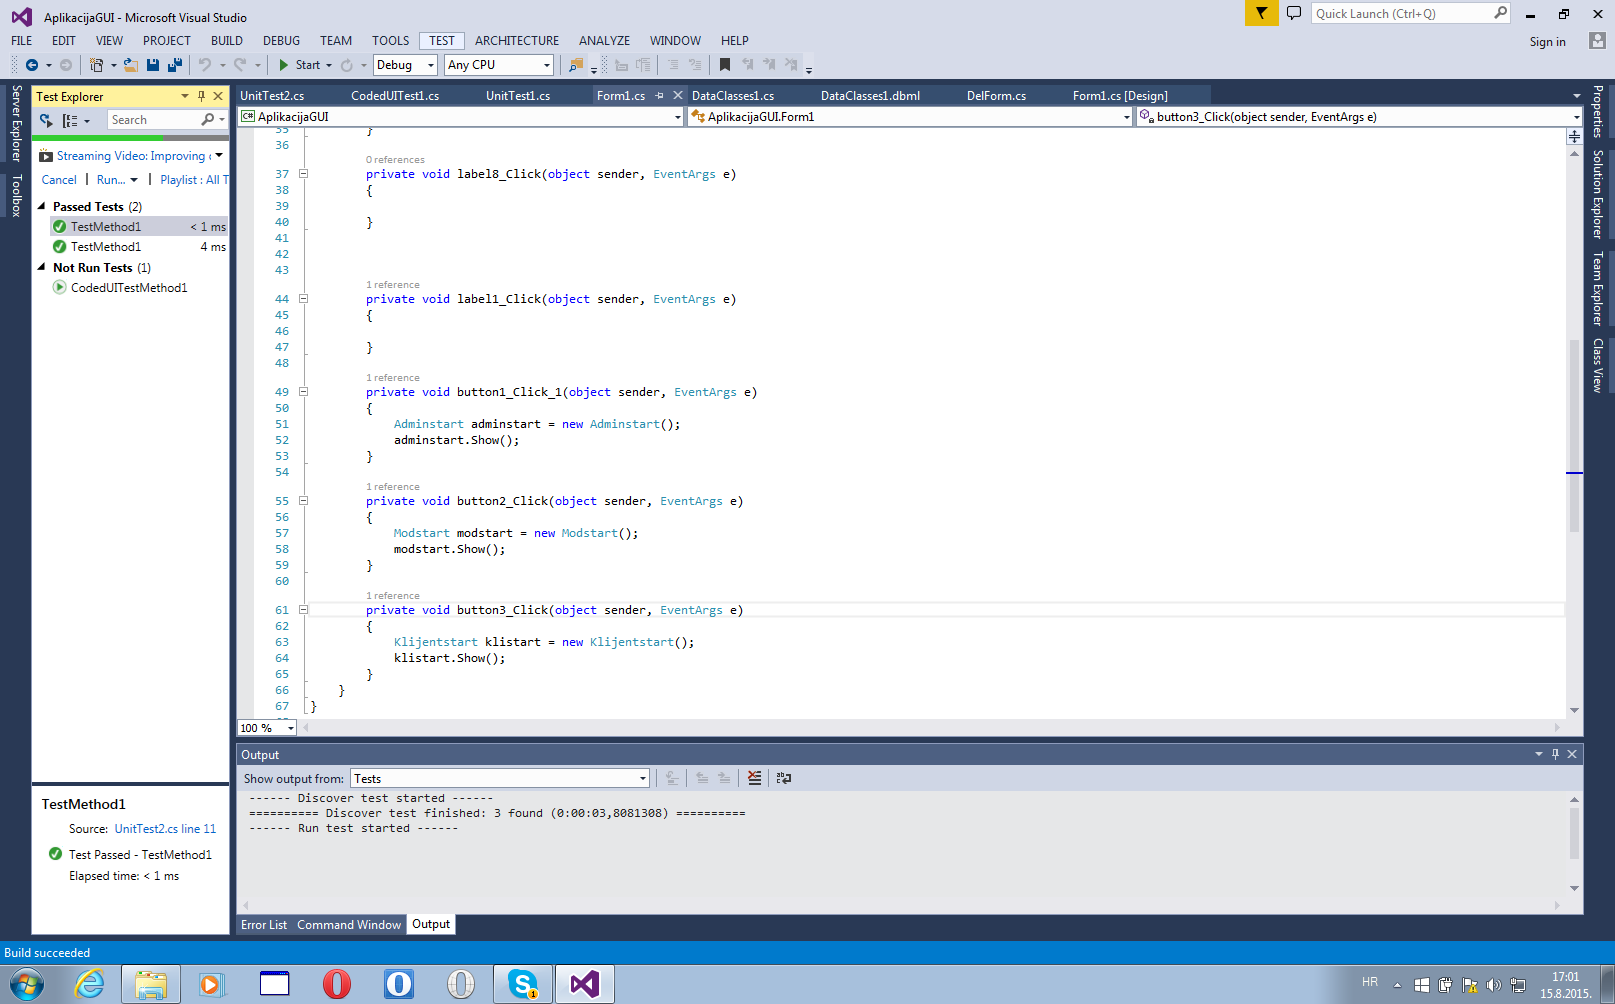 AplikacijaGUI - Microsoft Visual Studio
Quick Launch (Ctrl+Q)
FILE EDIT VIEW PROJECT BUILD DEBUG TEAM TOOLS TEST ARCHITECTURE ANALYZE WINDOW HELP
Sign in
Start Debug Any CPU
Server Explorer
Toolbox
Test Explorer
Search
Streaming Video: Improving
Cancel | Run... | Playlist : All T
Passed Tests (2)
TestMethod1 < 1 ms
TestMethod1 4 ms
Not Run Tests (1)
CodedUITestMethod1
TestMethod1
Source: UnitTest2.cs line 11
Test Passed - TestMethod1
Elapsed time: < 1 ms
UnitTest2.cs CodedUITest1.cs UnitTest1.cs Form1.cs DataClasses1.cs DataClasses1.dbml DelForm.cs Form1.cs [Design]
C# AplikacijaGUI AplikacijaGUI.Form1 button3_Click(object sender, EventArgs e)
35 }
36
0 references
37 private void label8_Click(object sender, EventArgs e)
38 {
39
40 }
41
42
43
1 reference
44 private void label1_Click(object sender, EventArgs e)
45 {
46
47 }
48
1 reference
49 private void button1_Click_1(object sender, EventArgs e)
50 {
51 Adminstart adminstart = new Adminstart();
52 adminstart.Show();
53 }
54
1 reference
55 private void button2_Click(object sender, EventArgs e)
56 {
57 Modstart modstart = new Modstart();
58 modstart.Show();
59 }
60
1 reference
61 private void button3_Click(object sender, EventArgs e)
62 {
63 Klijentstart klistart = new Klijentstart();
64 klistart.Show();
65 }
66 }
67 }
100 %
Properties
Solution Explorer
Team Explorer
Class View
Output
Show output from: Tests
------ Discover test started ------
========== Discover test finished: 3 found (0:00:03,8081308) ==========
------ Run test started ------
Error List Command Window Output
Build succeeded
HR
17:01
15.8.2015.